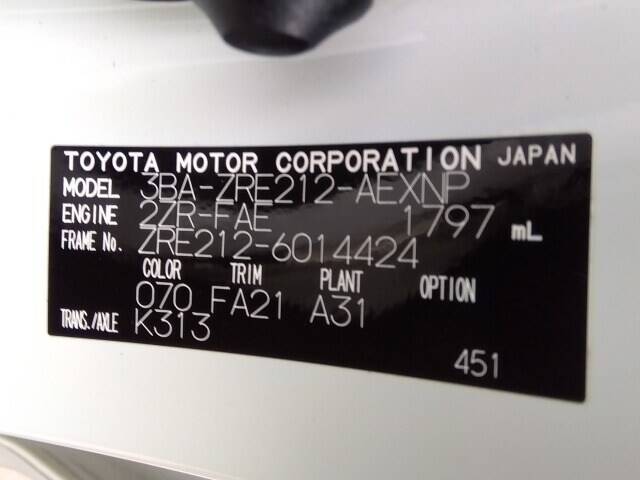 TOYOTA MOTOR CORPORATION JAPAN
MODEL 3BA-ZRE212-AEXNP
ENGINE 2ZR-FAE 1797 mL
FRAME No. ZRE212-6014424
COLOR TRIM PLANT OPTION
070 FA21 A31
TRANS./AXLE K313
451